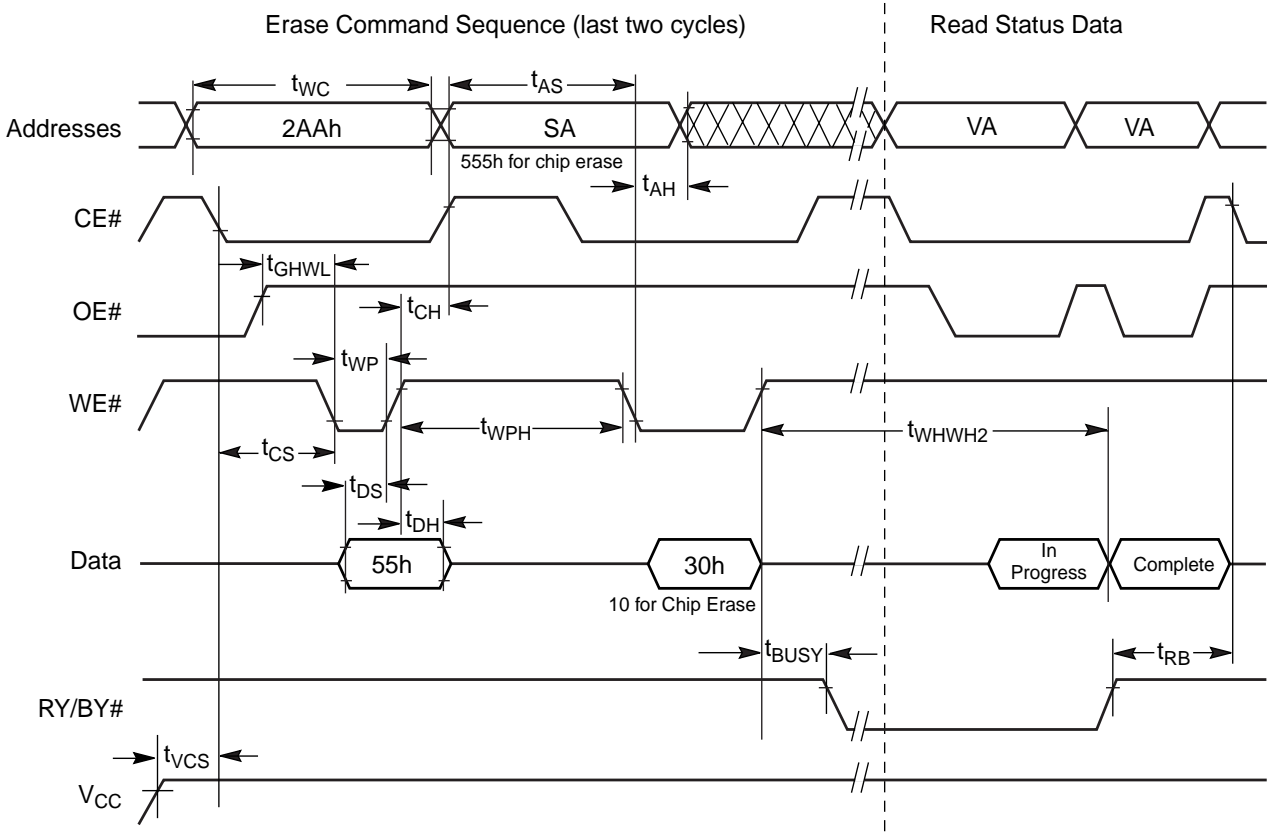 Erase Command Sequence (last two cycles) Read Status Data
tWC tAS
Addresses 2AAh SA VA VA
555h for chip erase
tAH
CE#
tGHWL
OE# tCH
tWP
WE#
tWPH tWHWH2
tCS
tDS
tDH
Data 55h 30h In Progress Complete
10 for Chip Erase
tBUSY tRB
RY/BY#
tVCS
VCC